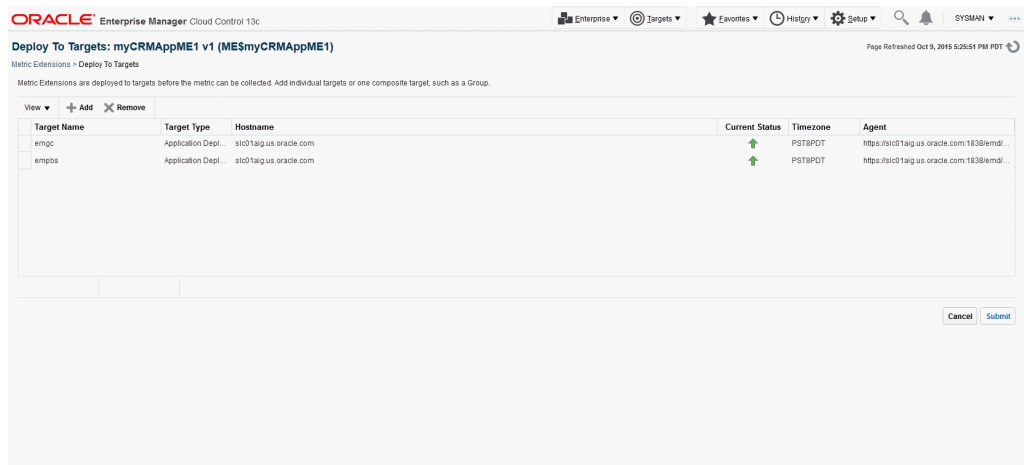 ORACLE Enterprise Manager Cloud Control 13c
Enterprise Targets Favorites History Setup SYSMAN
Deploy To Targets: myCRMAppME1 v1 (ME$myCRMAppME1)
Page Refreshed Oct 9, 2015 5:25:51 PM PDT
Metric Extensions > Deploy To Targets
Metric Extensions are deployed to targets before the metric can be collected. Add individual targets or one composite target, such as a Group.
View Add Remove
Target Name Target Type Hostname Current Status Timezone Agent
emgc Application Depl... slc01aig.us.oracle.com PST8PDT https://slc01aig.us.oracle.com:1838/emd/...
empbs Application Depl... slc01aig.us.oracle.com PST8PDT https://slc01aig.us.oracle.com:1838/emd/...
Cancel Submit